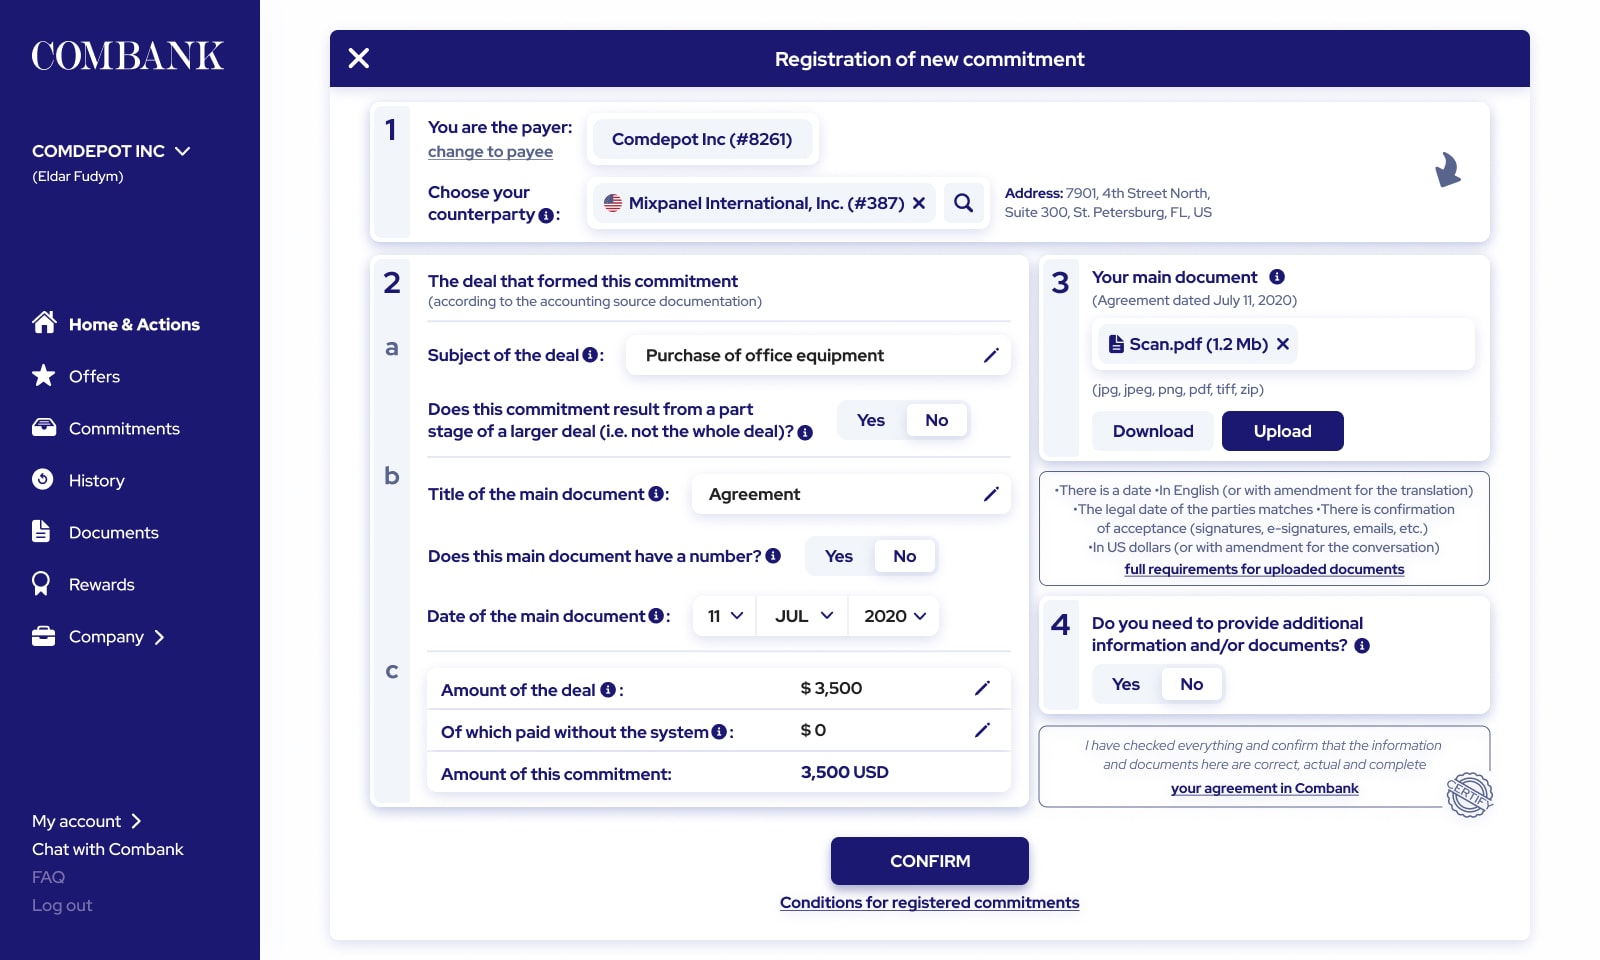 COMBANK
COMDEPOT INC
(Eldar Fudym)
Home & Actions
Offers
Commitments
History
Documents
Rewards
Company
My account
Chat with Combank
FAQ
Log out
Registration of new commitment
1
You are the payer:
change to payee
Comdepot Inc (#8261)
Choose your
counterparty :
Mixpanel International, Inc. (#387)
Address: 7901, 4th Street North,
Suite 300, St. Petersburg, FL, US
2
The deal that formed this commitment
(according to the accounting source documentation)
a
Subject of the deal :
Purchase of office equipment
Does this commitment result from a part
stage of a larger deal (i.e. not the whole deal)?
Yes No
b
Title of the main document :
Agreement
Does this main document have a number?
Yes No
Date of the main document :
11 JUL 2020
c
Amount of the deal : $ 3,500
Of which paid without the system : $ 0
Amount of this commitment: 3,500 USD
3
Your main document
(Agreement dated July 11, 2020)
Scan.pdf (1.2 Mb)
(jpg, jpeg, png, pdf, tiff, zip)
Download Upload
•There is a date •In English (or with amendment for the translation)
•The legal date of the parties matches •There is confirmation
of acceptance (signatures, e-signatures, emails, etc.)
•In US dollars (or with amendment for the conversation)
full requirements for uploaded documents
4
Do you need to provide additional
information and/or documents?
Yes No
I have checked everything and confirm that the information
and documents here are correct, actual and complete
your agreement in Combank
CERTIFY
CONFIRM
Conditions for registered commitments